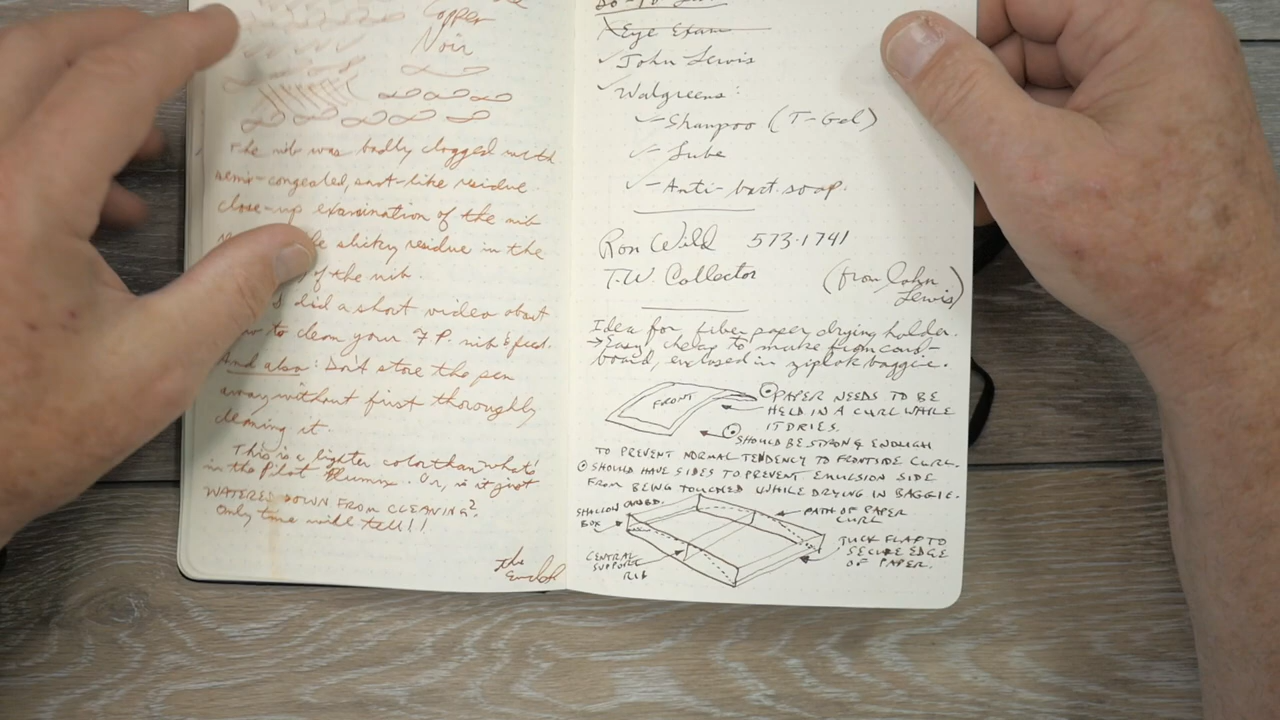 Copper
Noir
The nib was badly clogged with
semi-congealed, snot-like residue
close-up examination of the nib
sticky residue in the
of the nib.
I did a short video about
to clean your F.P. nib & feed.
And also: Don't store the pen
away without first thoroughly
cleaning it.
This is a lighter color than what's
in the Pilot Plumix. Or, is it just
WATERED DOWN FROM CLEANING?
Only time will tell!!
The
End
Eye Exam
John Lewis
Walgreens:
- Shampoo (T-Gel)
- Lube
- Anti-bact. soap.
Ron Wild 573-1741
T.W. Collector (from John
Lewis)
Idea for fiber paper drying holder.
→ Easy, cheap to make from card-
board, enclosed in ziplok baggie.
FRONT
PAPER NEEDS TO BE
HELD IN A CURL WHILE
IT DRIES.
SHOULD BE STRONG ENOUGH
TO PREVENT NORMAL TENDENCY TO FRONTSIDE CURL.
SHOULD HAVE SIDES TO PREVENT EMULSION SIDE
FROM BEING TOUCHED WHILE DRYING IN BAGGIE.
SHALLOW CARDBD.
BOX
PATH OF PAPER
CURL
CENTRAL
SUPPORT
RIB
TUCK FLAP TO
SECURE EDGE
OF PAPER.